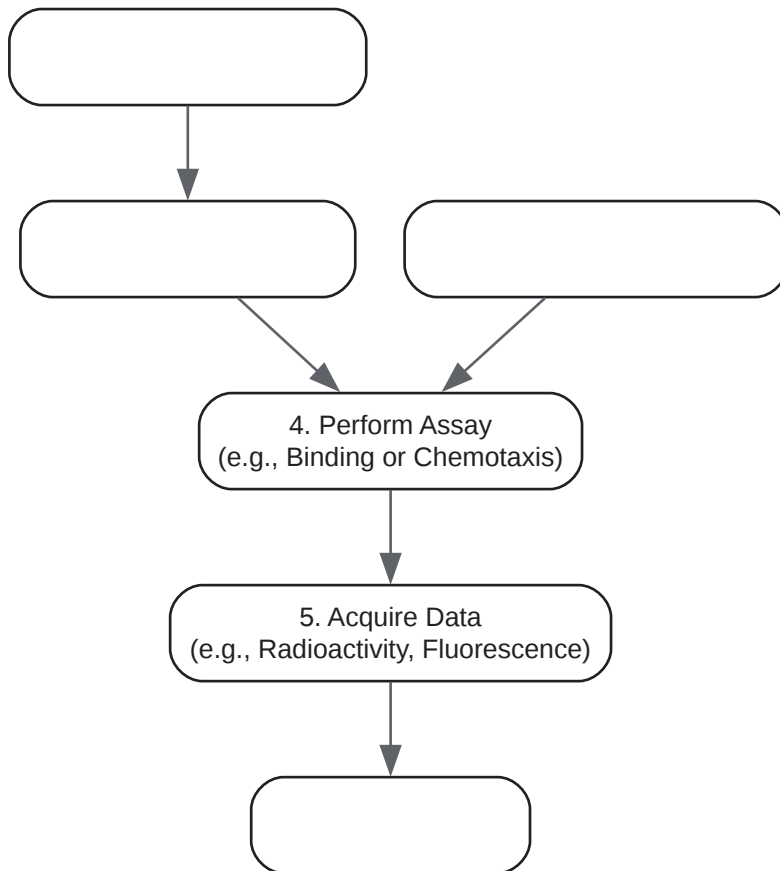 4. Perform Assay
(e.g., Binding or Chemotaxis)
5. Acquire Data
(e.g., Radioactivity, Fluorescence)